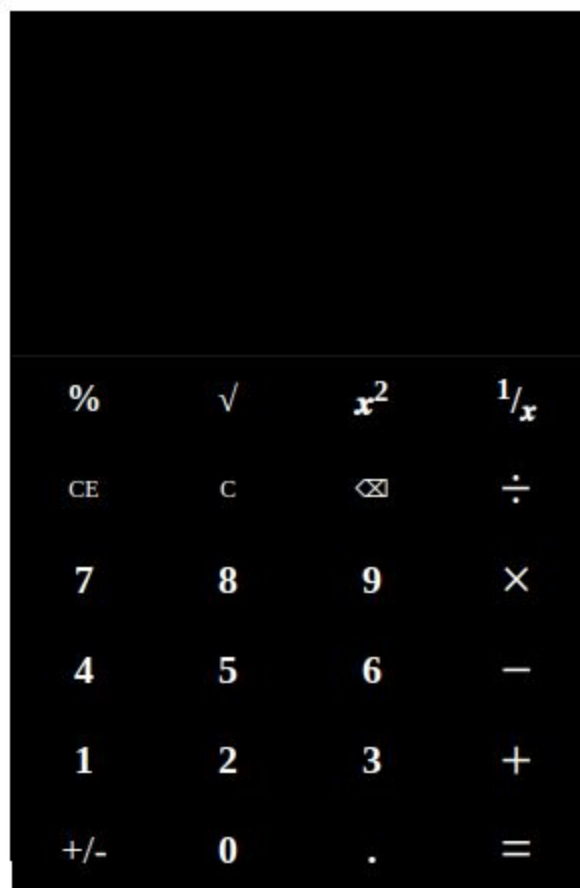 % √ x² ¹/ₓ
CE C ⌫ ÷
7 8 9 ×
4 5 6 −
1 2 3 +
+/- 0 . =